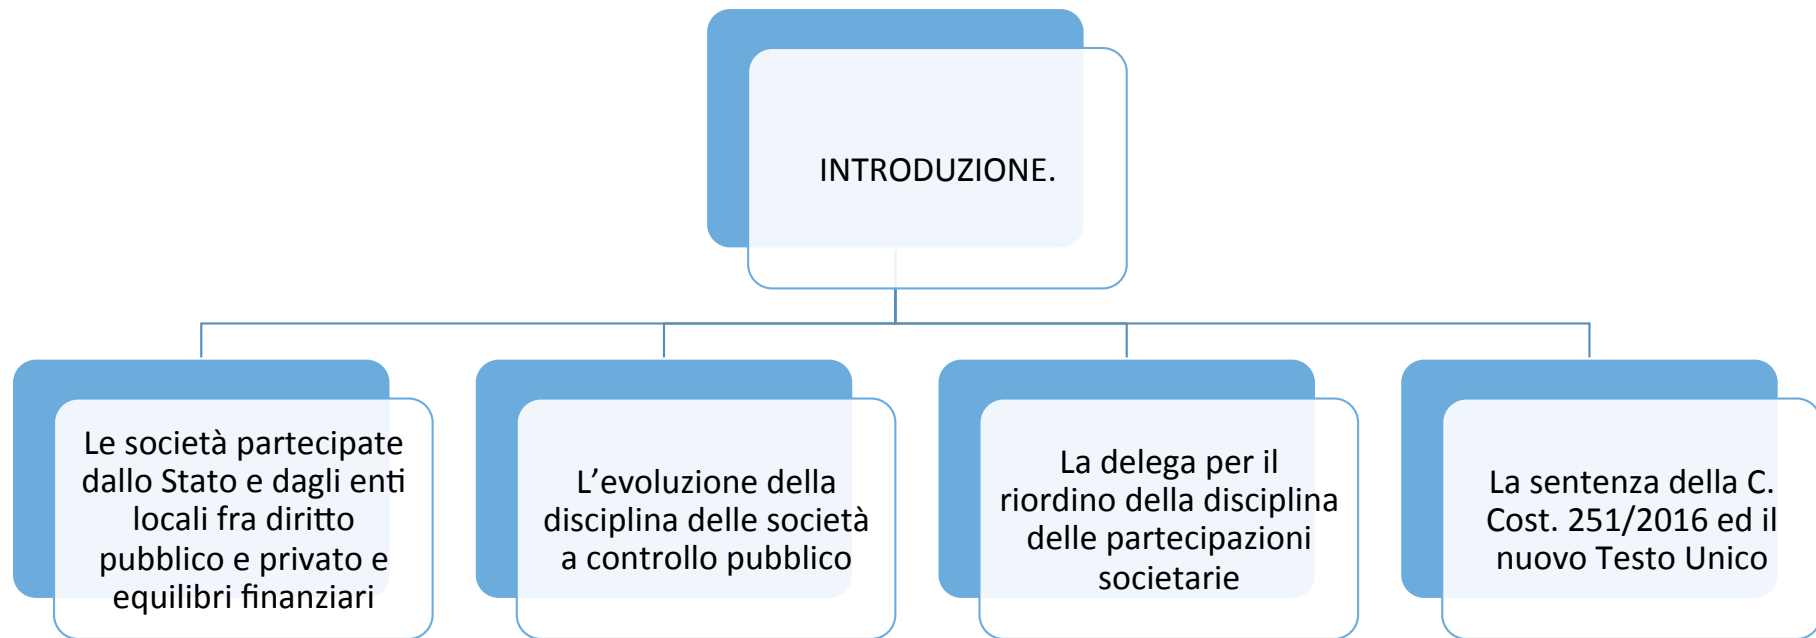 INTRODUZIONE.
Le società partecipate
dallo Stato e dagli enti
locali fra diritto
pubblico e privato e
equilibri finanziari
L’evoluzione della
disciplina delle società
a controllo pubblico
La delega per il
riordino della disciplina
delle partecipazioni
societarie
La sentenza della C.
Cost. 251/2016 ed il
nuovo Testo Unico